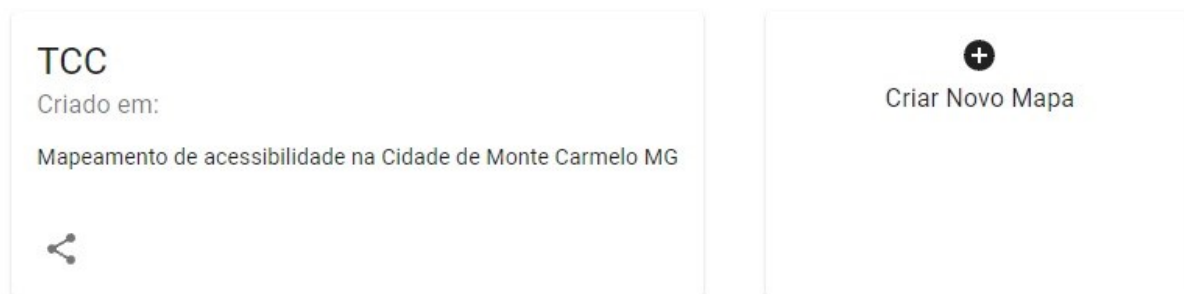 TCC
Criado em:
Mapeamento de acessibilidade na Cidade de Monte Carmelo MG
Criar Novo Mapa